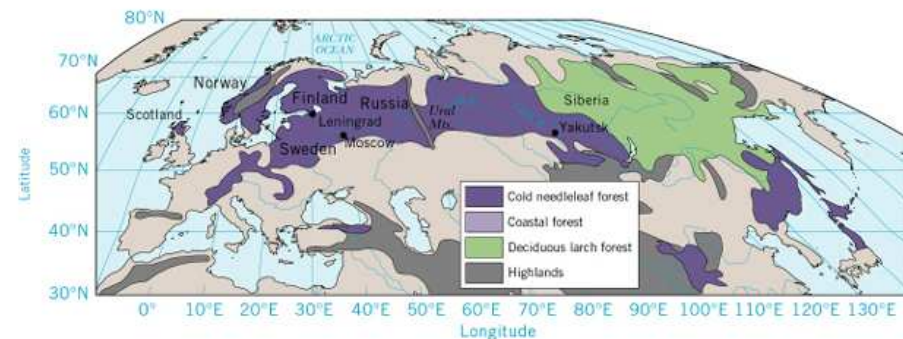 80°N
70°N
60°N
50°N
40°N
30°N
Latitude
ARCTIC
OCEAN
Norway
Scotland
Finland
Russia
Ural
Mts.
Siberia
Leningrad
Yakutsk
Moscow
Sweden
Cold needleleaf forest
Coastal forest
Deciduous larch forest
Highlands
0° 10°E 20°E 30°E 40°E 50°E 60°E 70°E 80°E 90°E 100°E 110°E 120°E 130°E
Longitude